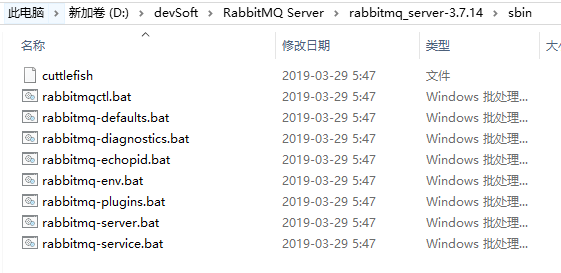 此电脑 > 新加卷 (D:) > devSoft > RabbitMQ Server > rabbitmq_server-3.7.14 > sbin
名称 修改日期 类型 大小
cuttlefish 2019-03-29 5:47 文件
rabbitmqctl.bat 2019-03-29 5:47 Windows 批处理...
rabbitmq-defaults.bat 2019-03-29 5:47 Windows 批处理...
rabbitmq-diagnostics.bat 2019-03-29 5:47 Windows 批处理...
rabbitmq-echopid.bat 2019-03-29 5:47 Windows 批处理...
rabbitmq-env.bat 2019-03-29 5:47 Windows 批处理...
rabbitmq-plugins.bat 2019-03-29 5:47 Windows 批处理...
rabbitmq-server.bat 2019-03-29 5:47 Windows 批处理...
rabbitmq-service.bat 2019-03-29 5:47 Windows 批处理...